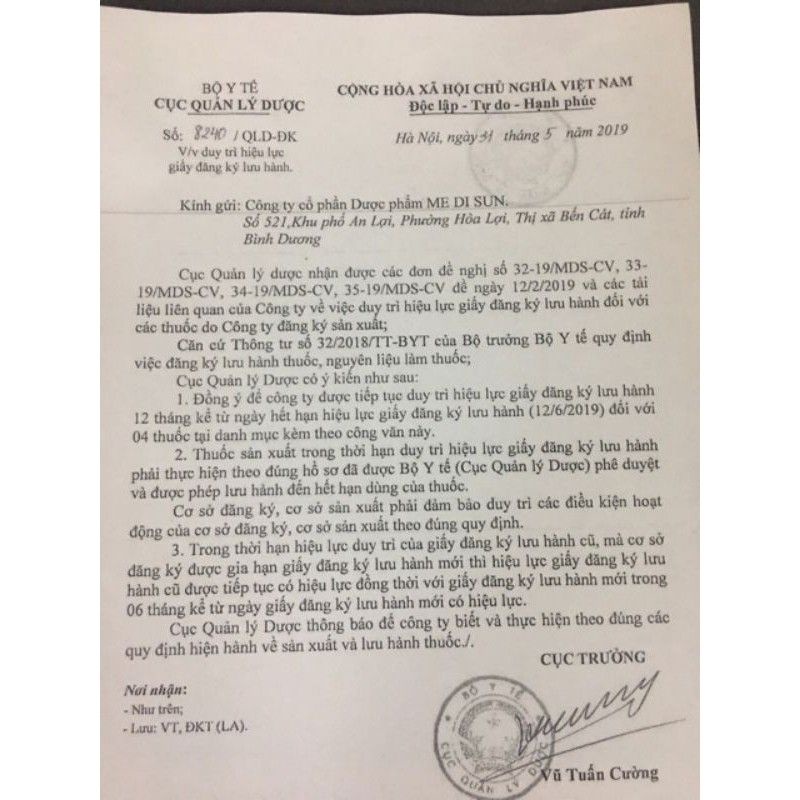 BỘ Y TẾ
CỤC QUẢN LÝ DƯỢC
CỘNG HÒA XÃ HỘI CHỦ NGHĨA VIỆT NAM
Độc lập - Tự do - Hạnh phúc
Số: 8240 / QLD-ĐK
V/v duy trì hiệu lực
giấy đăng ký lưu hành.
Hà Nội, ngày 31 tháng 5 năm 2019
Kính gửi: Công ty cổ phần Dược phẩm ME DI SUN.
Số 521,Khu phố An Lợi, Phường Hòa Lợi, Thị xã Bến Cát, tỉnh
Bình Dương
Cục Quản lý dược nhận được các đơn đề nghị số 32-19/MDS-CV, 33-
19/MDS-CV, 34-19/MDS-CV, 35-19/MDS-CV đề ngày 12/2/2019 và các tài
liệu liên quan của Công ty về việc duy trì hiệu lực giấy đăng ký lưu hành đối với
các thuốc do Công ty đăng ký sản xuất;
Căn cứ Thông tư số 32/2018/TT-BYT của Bộ trưởng Bộ Y tế quy định
việc đăng ký lưu hành thuốc, nguyên liệu làm thuốc;
Cục Quản lý Dược có ý kiến như sau:
1. Đồng ý để công ty được tiếp tục duy trì hiệu lực giấy đăng ký lưu hành
12 tháng kể từ ngày hết hạn hiệu lực giấy đăng ký lưu hành (12/6/2019) đối với
04 thuốc tại danh mục kèm theo công văn này.
2. Thuốc sản xuất trong thời hạn duy trì hiệu lực giấy đăng ký lưu hành
phải thực hiện theo đúng hồ sơ đã được Bộ Y tế (Cục Quản lý Dược) phê duyệt
và được phép lưu hành đến hết hạn dùng của thuốc.
Cơ sở đăng ký, cơ sở sản xuất phải đảm bảo duy trì các điều kiện hoạt
động của cơ sở đăng ký, cơ sở sản xuất theo đúng quy định.
3. Trong thời hạn hiệu lực duy trì của giấy đăng ký lưu hành cũ, mà cơ sở
đăng ký được gia hạn giấy đăng ký lưu hành mới thì hiệu lực giấy đăng ký lưu
hành cũ được tiếp tục có hiệu lực đồng thời với giấy đăng ký lưu hành mới trong
06 tháng kể từ ngày giấy đăng ký lưu hành mới có hiệu lực.
Cục Quản lý Dược thông báo để công ty biết và thực hiện theo đúng các
quy định hiện hành về sản xuất và lưu hành thuốc./.
CỤC TRƯỞNG
Nơi nhận:
- Như trên;
- Lưu: VT, ĐKT (LA).
BỘ Y TẾ
CỤC QUẢN LÝ DƯỢC
Vũ Tuấn Cường